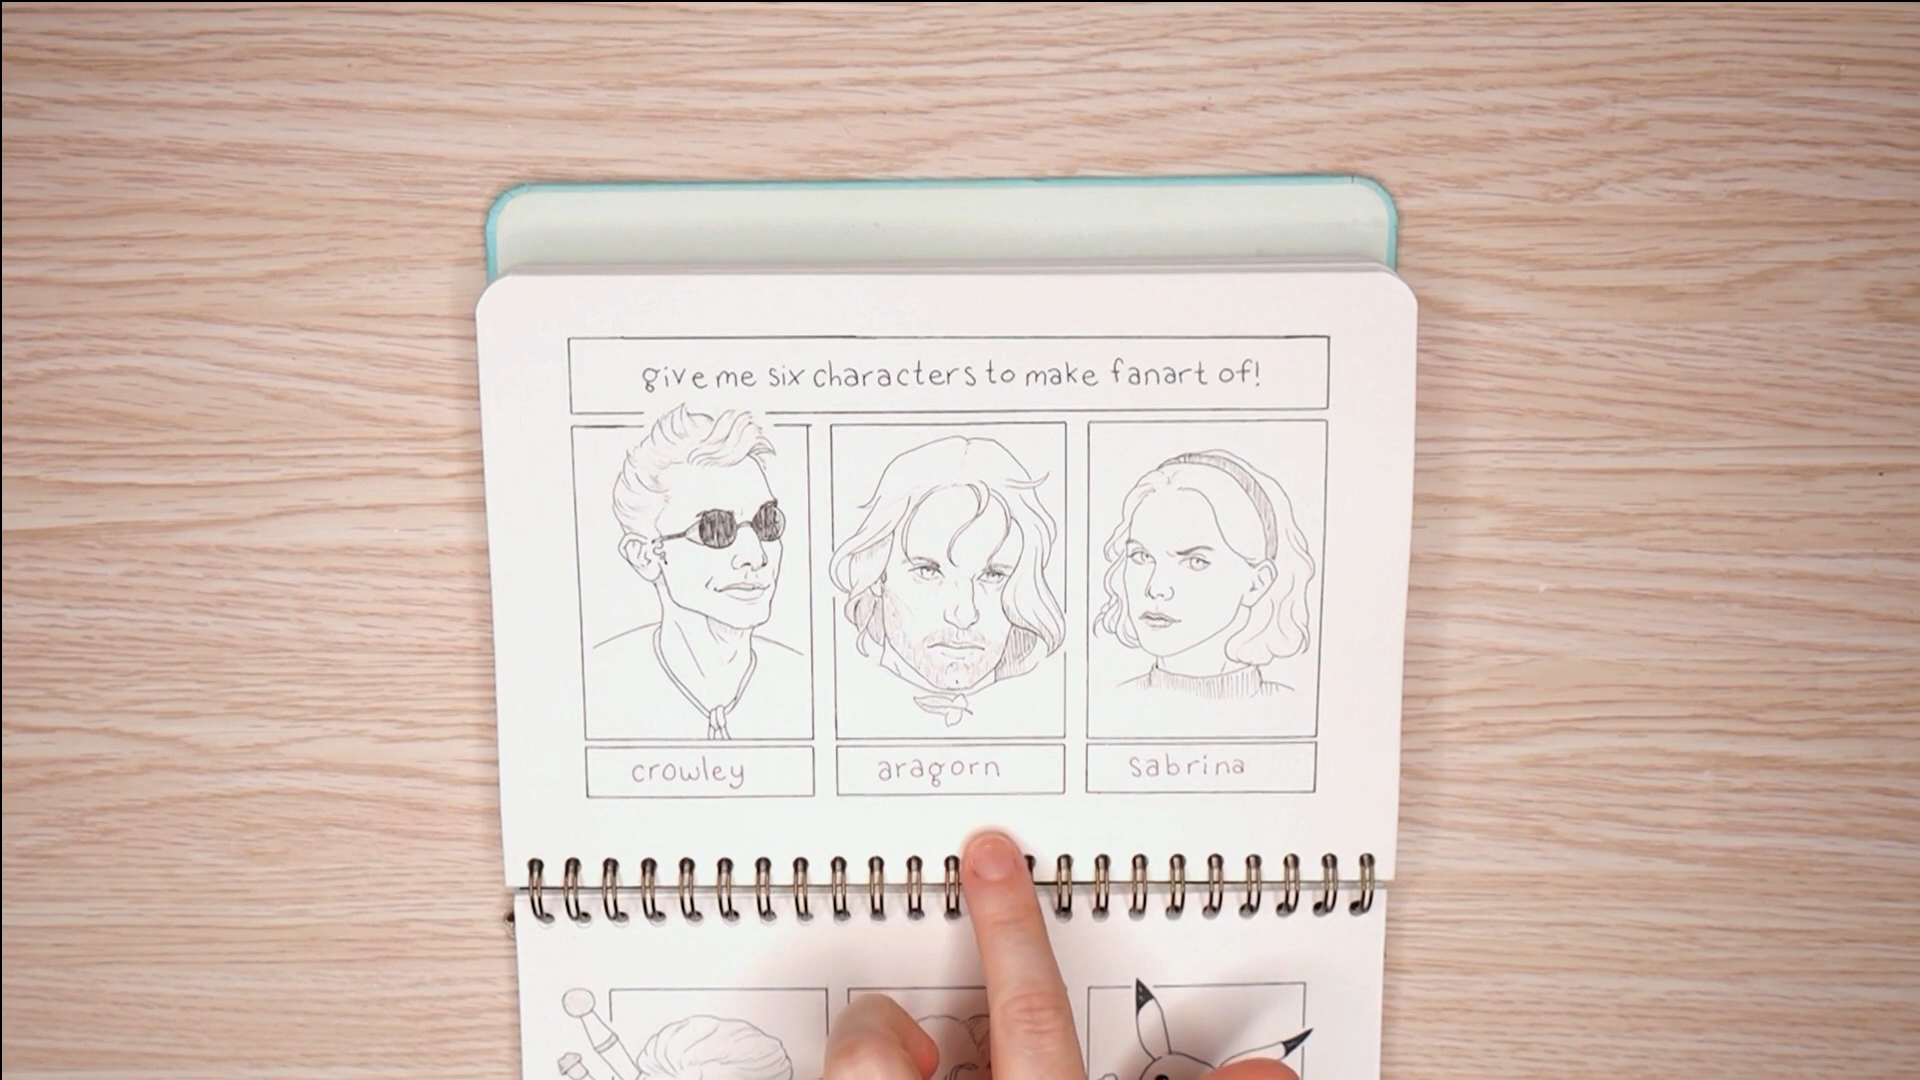 give me six characters to make fanart of!
crowley
aragorn
sabrina